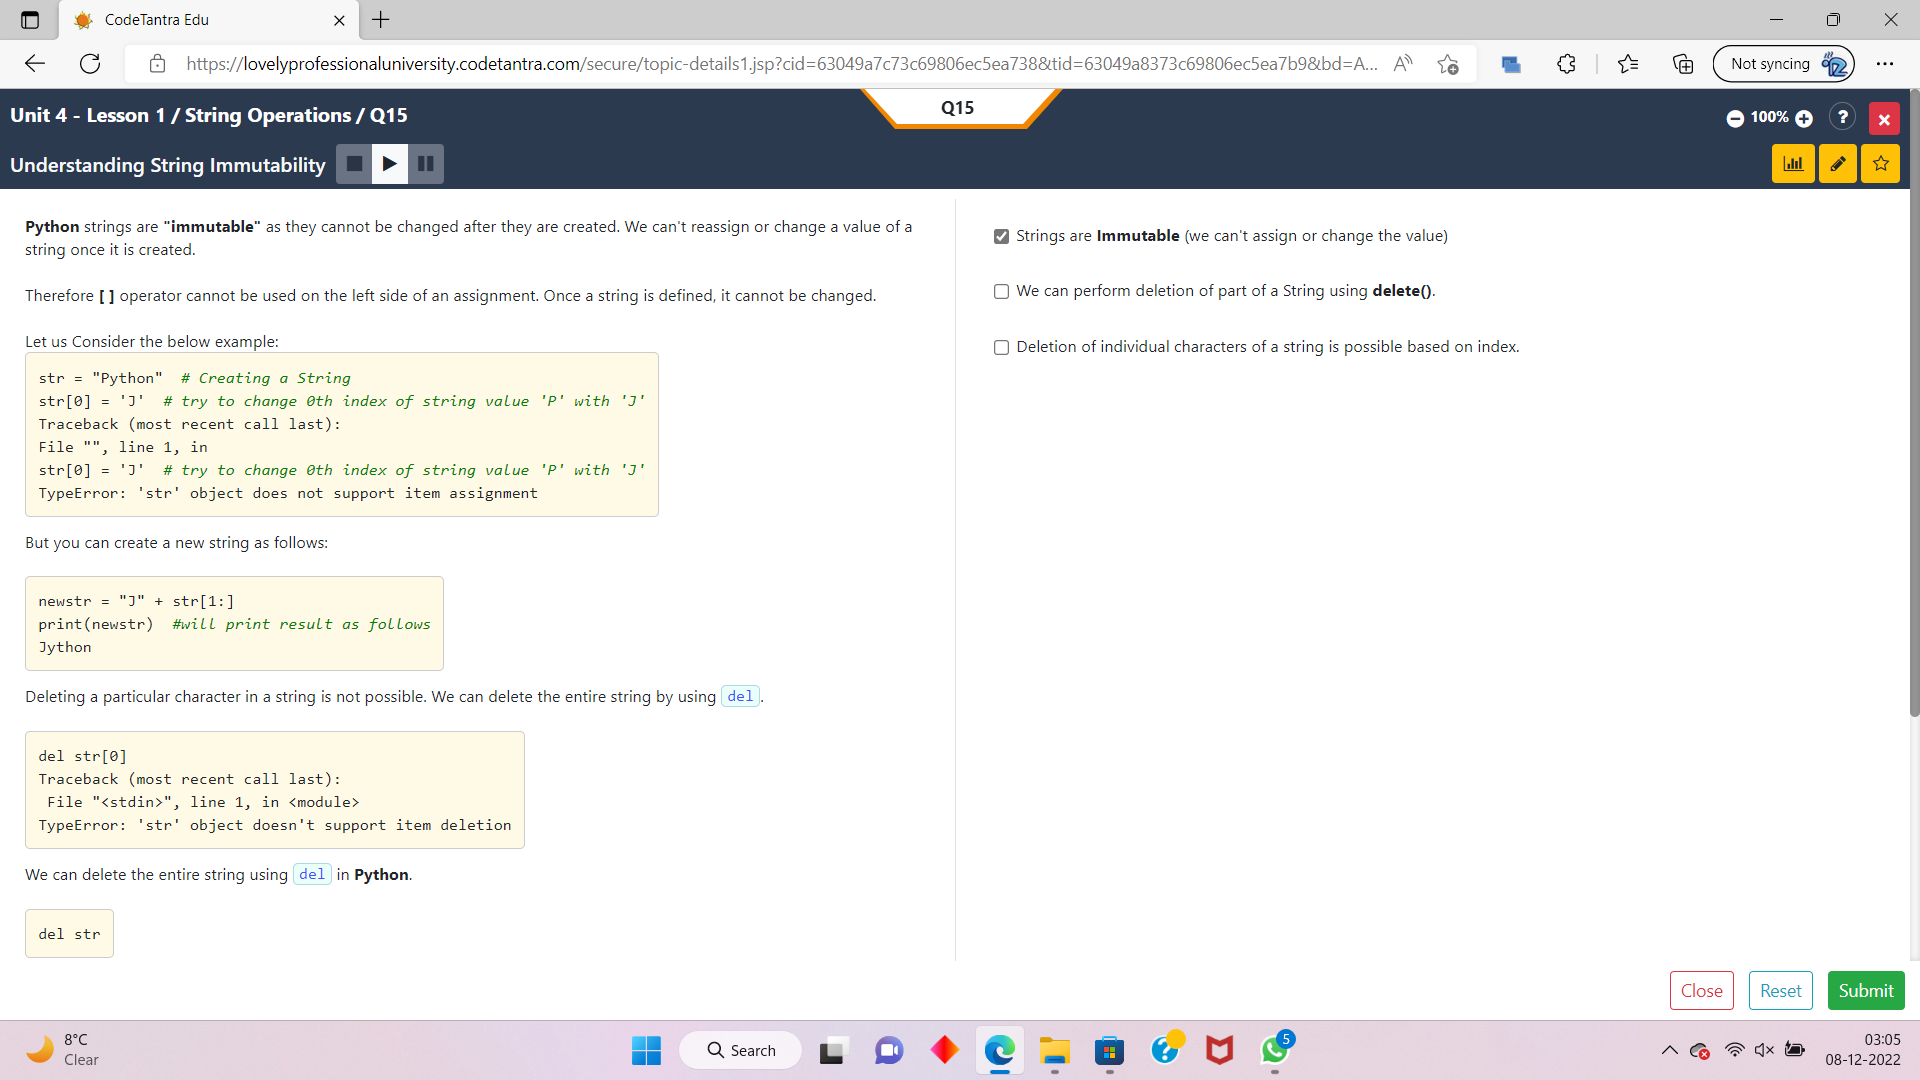 CodeTantra Edu
https://lovelyprofessionaluniversity.codetantra.com/secure/topic-details1.jsp?cid=63049a7c73c69806ec5ea738&tid=63049a8373c69806ec5ea7b9&bd=A...
Not syncing
Unit 4 - Lesson 1 / String Operations / Q15
Q15
100%
?
Understanding String Immutability
Python strings are "immutable" as they cannot be changed after they are created. We can't reassign or change a value of a
string once it is created.
Therefore [ ] operator cannot be used on the left side of an assignment. Once a string is defined, it cannot be changed.
Let us Consider the below example:
str = "Python"  # Creating a String
str[0] = 'J'  # try to change 0th index of string value 'P' with 'J'
Traceback (most recent call last):
File "", line 1, in
str[0] = 'J'  # try to change 0th index of string value 'P' with 'J'
TypeError: 'str' object does not support item assignment
But you can create a new string as follows:
newstr = "J" + str[1:]
print(newstr)  #will print result as follows
Jython
Deleting a particular character in a string is not possible. We can delete the entire string by using del.
del str[0]
Traceback (most recent call last):
 File "<stdin>", line 1, in <module>
TypeError: 'str' object doesn't support item deletion
We can delete the entire string using del in Python.
del str
Strings are Immutable (we can't assign or change the value)
We can perform deletion of part of a String using delete().
Deletion of individual characters of a string is possible based on index.
Close
Reset
Submit
8°C
Clear
Search
5
03:05
08-12-2022